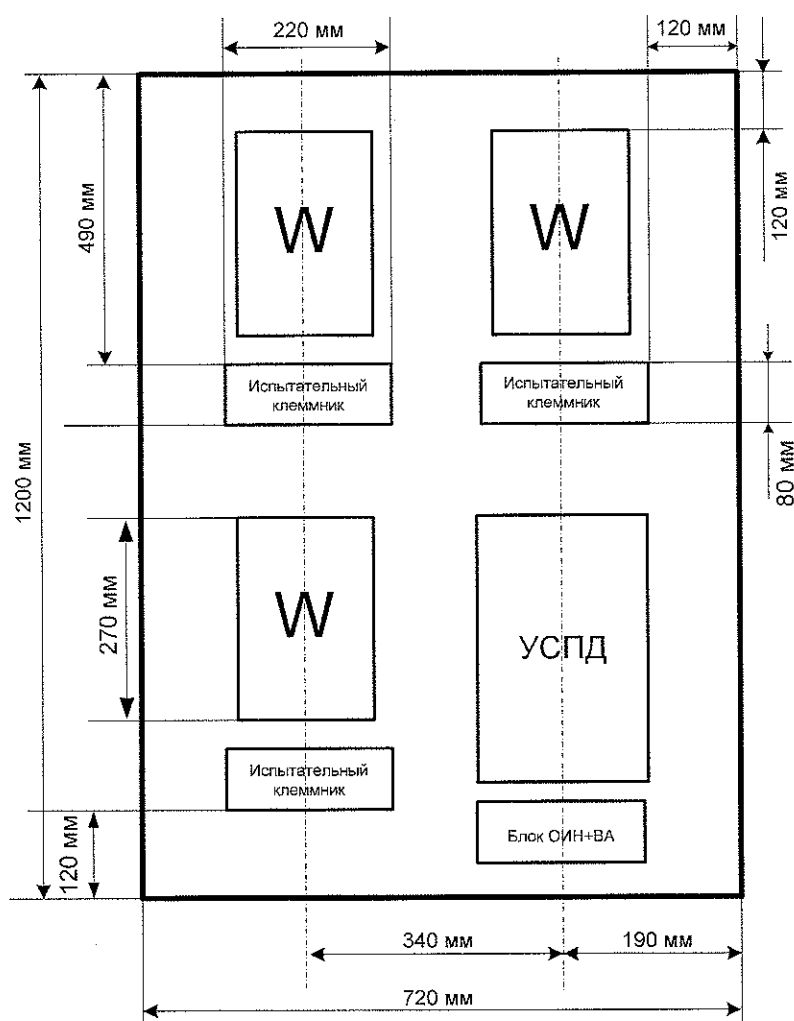 220 мм
120 мм
490 мм
W
W
120 мм
Испытательный
клеммник
Испытательный
клеммник
80 мм
1200 мм
270 мм
W
УСПД
Испытательный
клеммник
Блок ОИН+ВА
120 мм
340 мм
190 мм
720 мм